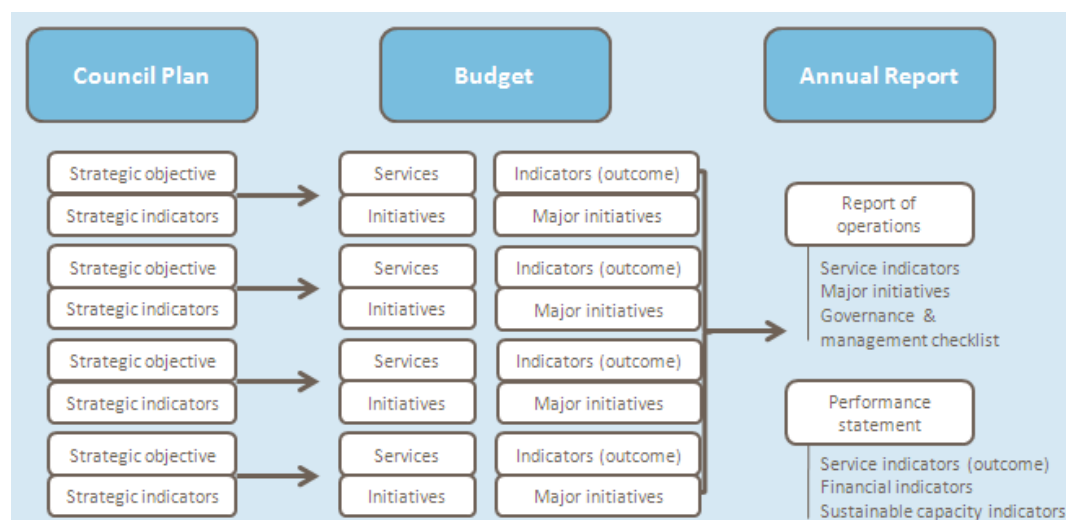 Council Plan
Budget
Annual Report
Strategic objective
Strategic indicators
Services
Initiatives
Indicators (outcome)
Major initiatives
Strategic objective
Strategic indicators
Services
Initiatives
Indicators (outcome)
Major initiatives
Strategic objective
Strategic indicators
Services
Initiatives
Indicators (outcome)
Major initiatives
Strategic objective
Strategic indicators
Services
Initiatives
Indicators (outcome)
Major initiatives
Report of
operations
Service indicators
Major initiatives
Governance &
management checklist
Performance
statement
Service indicators (outcome)
Financial indicators
Sustainable capacity indicators